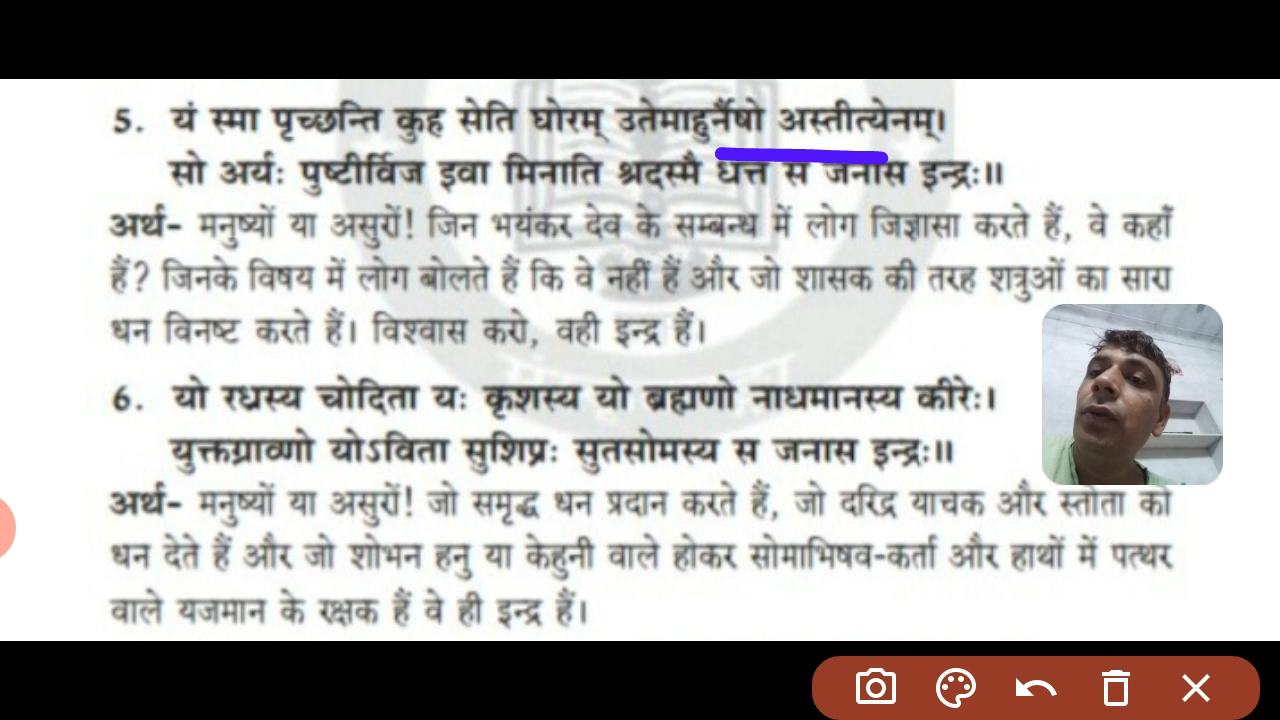 5. यं स्मा पृच्छन्ति कुह सेति घोरम् उतेमाहुर्नैषो अस्तीत्येनम्।
सो अर्यः पुष्टीर्विज इवा मिनाति श्रदस्मै धत्त स जनास इन्द्रः॥
अर्थ- मनुष्यों या असुरों! जिन भयंकर देव के सम्बन्ध में लोग जिज्ञासा करते हैं, वे कहाँ
हैं? जिनके विषय में लोग बोलते हैं कि वे नहीं हैं और जो शासक की तरह शत्रुओं का सारा
धन विनष्ट करते हैं। विश्वास करो, वही इन्द्र हैं।
6. यो रध्रस्य चोदिता यः कृशस्य यो ब्रह्मणो नाधमानस्य कीरेः।
युक्तग्राव्णो योऽविता सुशिप्रः सुतसोमस्य स जनास इन्द्रः॥
अर्थ- मनुष्यों या असुरों! जो समृद्ध धन प्रदान करते हैं, जो दरिद्र याचक और स्तोता को
धन देते हैं और जो शोभन हनु या केहुनी वाले होकर सोमाभिषव-कर्ता और हाथों में पत्थर
वाले यजमान के रक्षक हैं वे ही इन्द्र हैं।